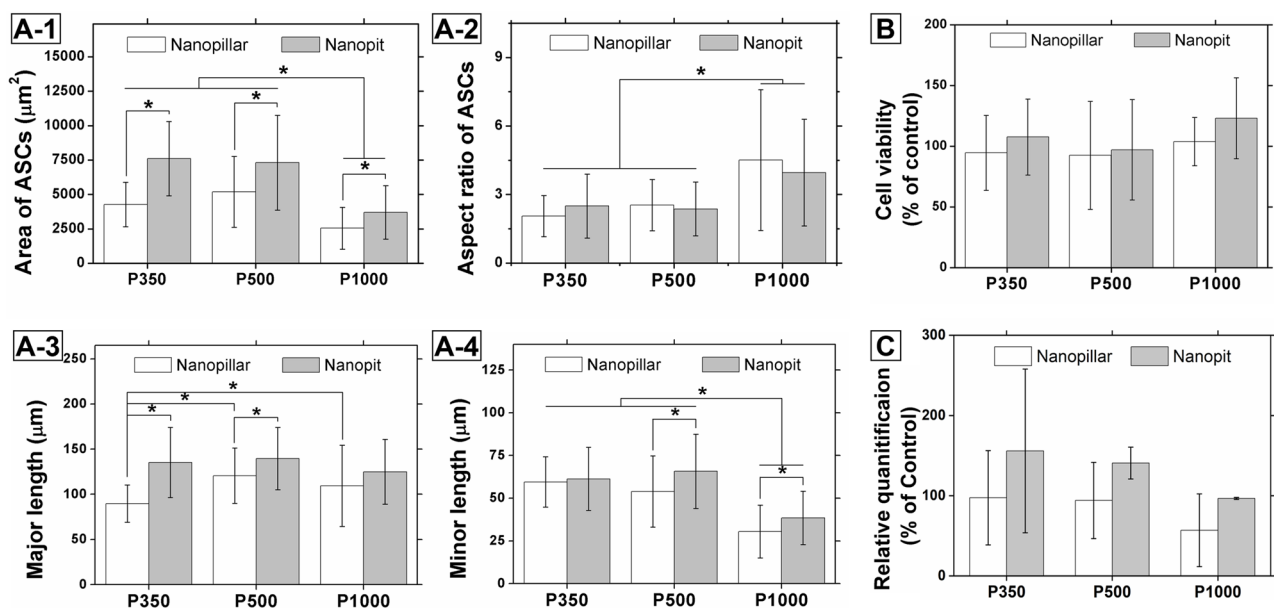 A-1
Nanopillar
Nanopit
Area of ASCs (μm²)
15000
12500
10000
7500
5000
2500
0
*
*
*
*
P350
P500
P1000
A-2
Nanopillar
Nanopit
Aspect ratio of ASCs
9
6
3
0
*
P350
P500
P1000
B
Nanopillar
Nanopit
Cell viability
(% of control)
200
150
100
50
0
P350
P500
P1000
A-3
Nanopillar
Nanopit
Major length (μm)
250
200
150
100
50
0
*
*
*
*
P350
P500
P1000
A-4
Nanopillar
Nanopit
Minor length (μm)
125
100
75
50
25
0
*
*
*
P350
P500
P1000
C
Nanopillar
Nanopit
Relative quantificaion
(% of Control)
300
200
100
0
P350
P500
P1000